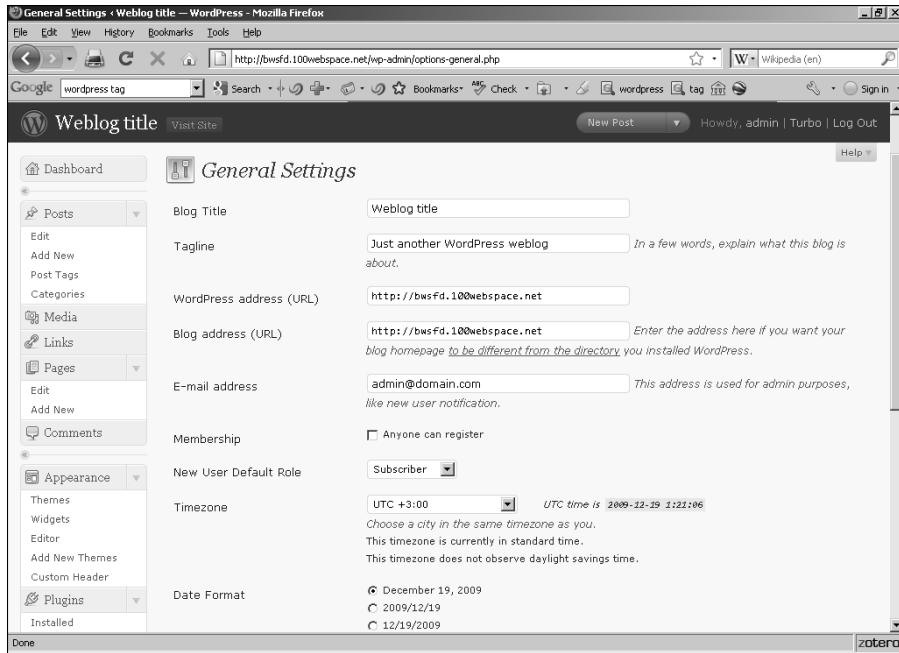 General Settings ‹ Weblog title — WordPress - Mozilla Firefox
File Edit View History Bookmarks Tools Help
http://bwsfd.100webspace.net/wp-admin/options-general.php
W Wikipedia (en)
Google wordpress tag Search Bookmarks ABC Check wordpress tag Sign in
Weblog title Visit Site New Post Howdy, admin | Turbo | Log Out
Help
Dashboard
Posts
Edit
Add New
Post Tags
Categories
Media
Links
Pages
Edit
Add New
Comments
Appearance
Themes
Widgets
Editor
Add New Themes
Custom Header
Plugins
Installed
General Settings
Blog Title Weblog title
Tagline Just another WordPress weblog In a few words, explain what this blog is
about.
WordPress address (URL) http://bwsfd.100webspace.net
Blog address (URL) http://bwsfd.100webspace.net Enter the address here if you want your
blog homepage to be different from the directory you installed WordPress.
E-mail address admin@domain.com This address is used for admin purposes,
like new user notification.
Membership Anyone can register
New User Default Role Subscriber
Timezone UTC +3:00 UTC time is 2009-12-19 1:21:06
Choose a city in the same timezone as you.
This timezone is currently in standard time.
This timezone does not observe daylight savings time.
Date Format December 19, 2009
2009/12/19
12/19/2009
Done zotero